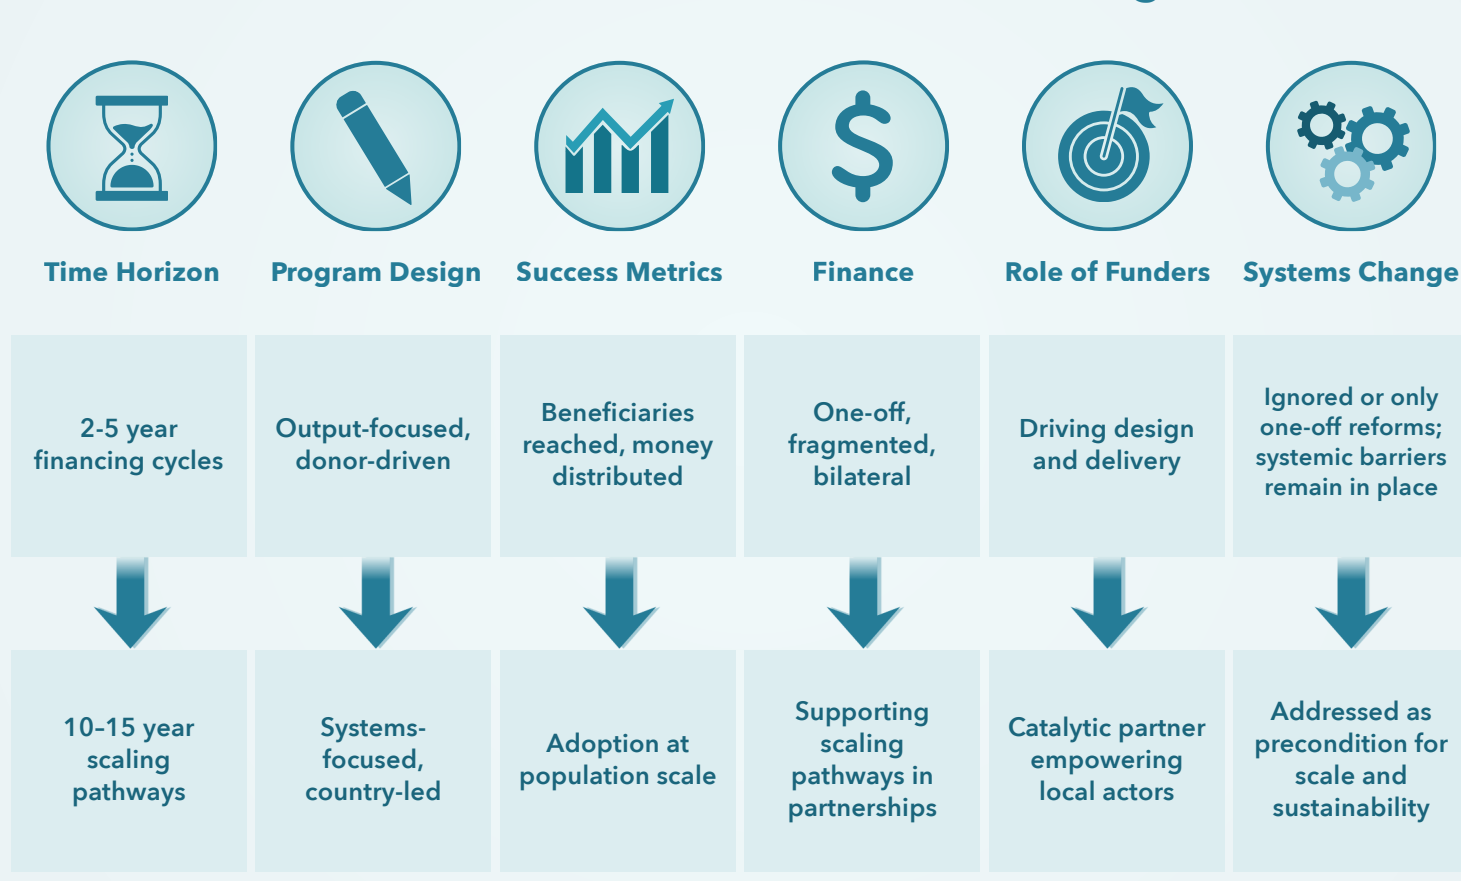 Time Horizon
Program Design
Success Metrics
Finance
Role of Funders
Systems Change
2-5 year
financing cycles
Output-focused,
donor-driven
Beneficiaries
reached, money
distributed
One-off,
fragmented,
bilateral
Driving design
and delivery
Ignored or only
one-off reforms;
systemic barriers
remain in place
10–15 year
scaling
pathways
Systems-
focused,
country-led
Adoption at
population scale
Supporting
scaling
pathways in
partnerships
Catalytic partner
empowering
local actors
Addressed as
precondition for
scale and
sustainability